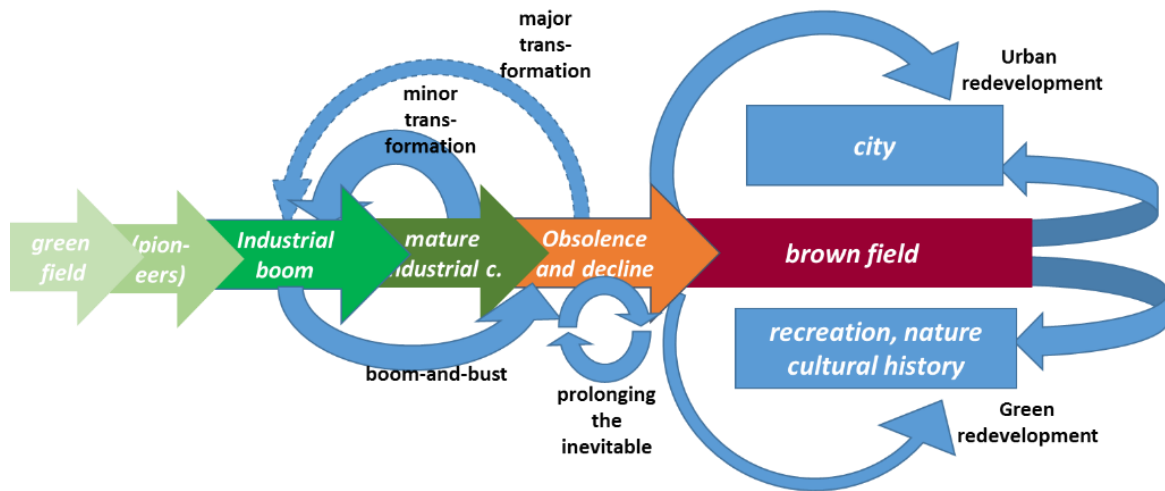 major
trans-
formation
minor
trans-
formation
Urban
redevelopment
city
green
field
(pion-
eers)
Industrial
boom
mature
industrial c.
Obsolence
and decline
brown field
recreation, nature
cultural history
boom-and-bust
prolonging
the
inevitable
Green
redevelopment